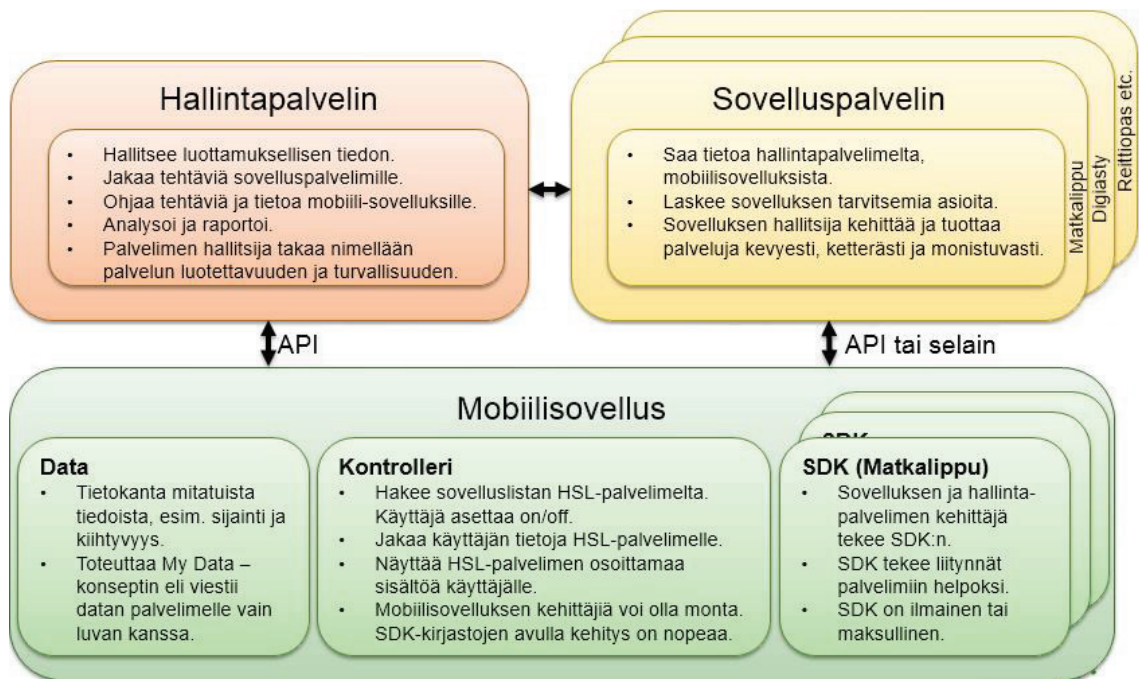 Hallintapalvelin
• Hallitsee luottamuksellisen tiedon.
• Jakaa tehtäviä sovelluspalvelimille.
• Ohjaa tehtäviä ja tietoa mobiili-sovelluksille.
• Analysoi ja raportoi.
• Palvelimen hallitsija takaa nimellään
palvelun luotettavuuden ja turvallisuuden.
Sovelluspalvelin
• Saa tietoa hallintapalvelimelta,
mobiilisovelluksista.
• Laskee sovelluksen tarvitsemia asioita.
• Sovelluksen hallitsija kehittää ja tuottaa
palveluja kevyesti, ketterästi ja monistuvasti.
Matkalippu
Digiasty
Reittiopas etc.
API
API tai selain
Mobiilisovellus
Data
• Tietokanta mitatuista
tiedoista, esim. sijainti ja
kiihtyvyys.
• Toteuttaa My Data –
konseptin eli viestii
datan palvelimelle vain
luvan kanssa.
Kontrolleri
• Hakee sovelluslistan HSL-palvelimelta.
Käyttäjä asettaa on/off.
• Jakaa käyttäjän tietoja HSL-palvelimelle.
• Näyttää HSL-palvelimen osoittamaa
sisältöä käyttäjälle.
• Mobiilisovelluksen kehittäjiä voi olla monta.
SDK-kirjastojen avulla kehitys on nopeaa.
SDK (Matkalippu)
• Sovelluksen ja hallinta-
palvelimen kehittäjä
tekee SDK:n.
• SDK tekee liitynnät
palvelimiin helpoksi.
• SDK on ilmainen tai
maksullinen.